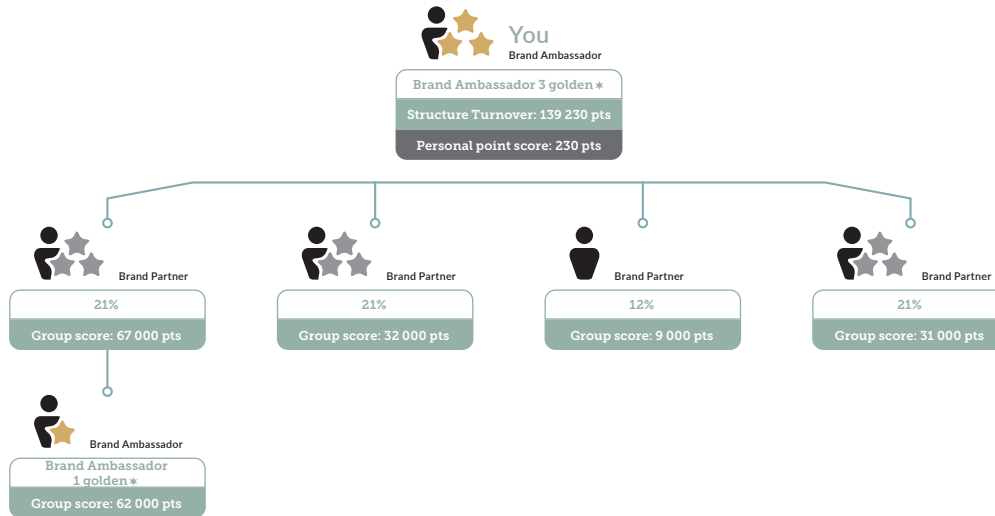 You
Brand Ambassador
Brand Ambassador 3 golden ✶
Structure Turnover: 139 230 pts
Personal point score: 230 pts
Brand Partner
21%
Group score: 67 000 pts
Brand Partner
21%
Group score: 32 000 pts
Brand Partner
12%
Group score: 9 000 pts
Brand Partner
21%
Group score: 31 000 pts
Brand Ambassador
Brand Ambassador
1 golden ✶
Group score: 62 000 pts